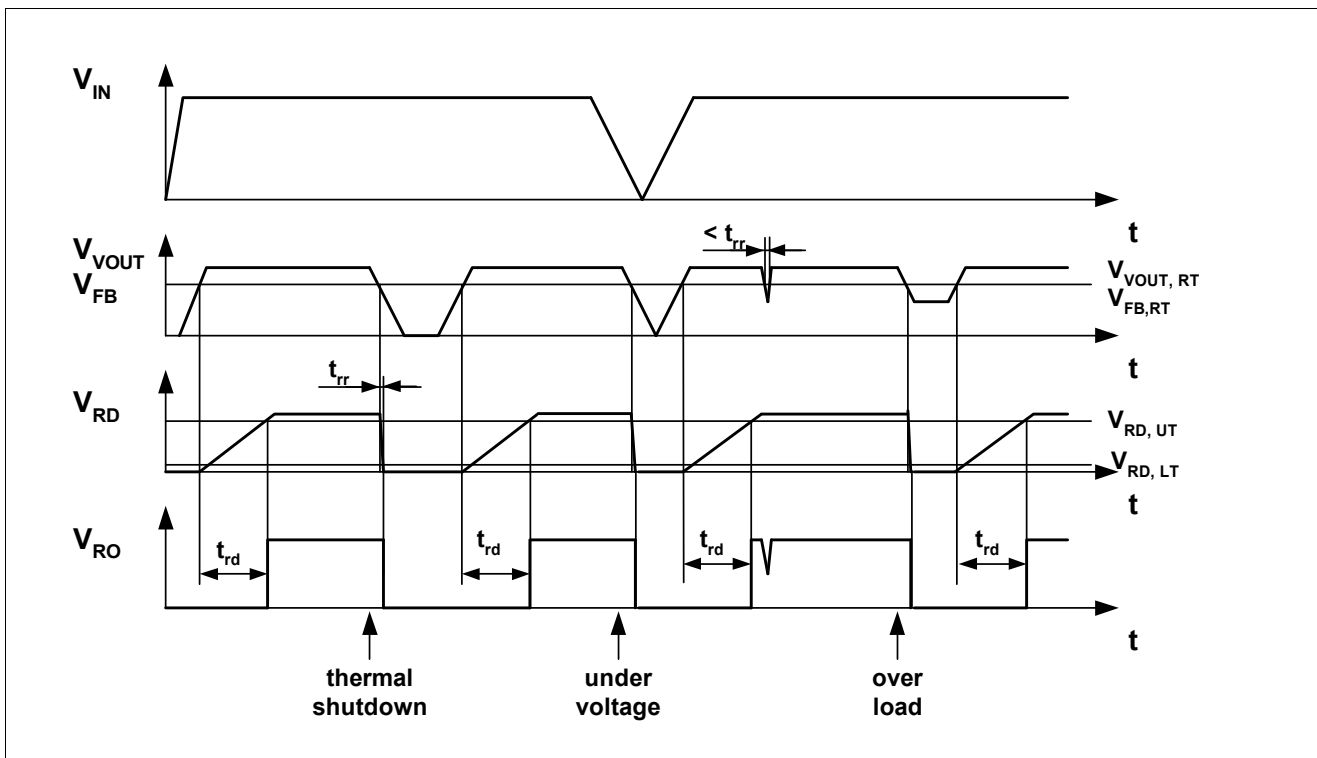 V_IN
t
< t_rr
V_VOUT
V_FB
V_VOUT, RT
V_FB,RT
t
t_rr
V_RD
V_RD, UT
V_RD, LT
t
V_RO
t_rd
t_rd
t_rd
t_rd
t
thermal
shutdown
under
voltage
over
load